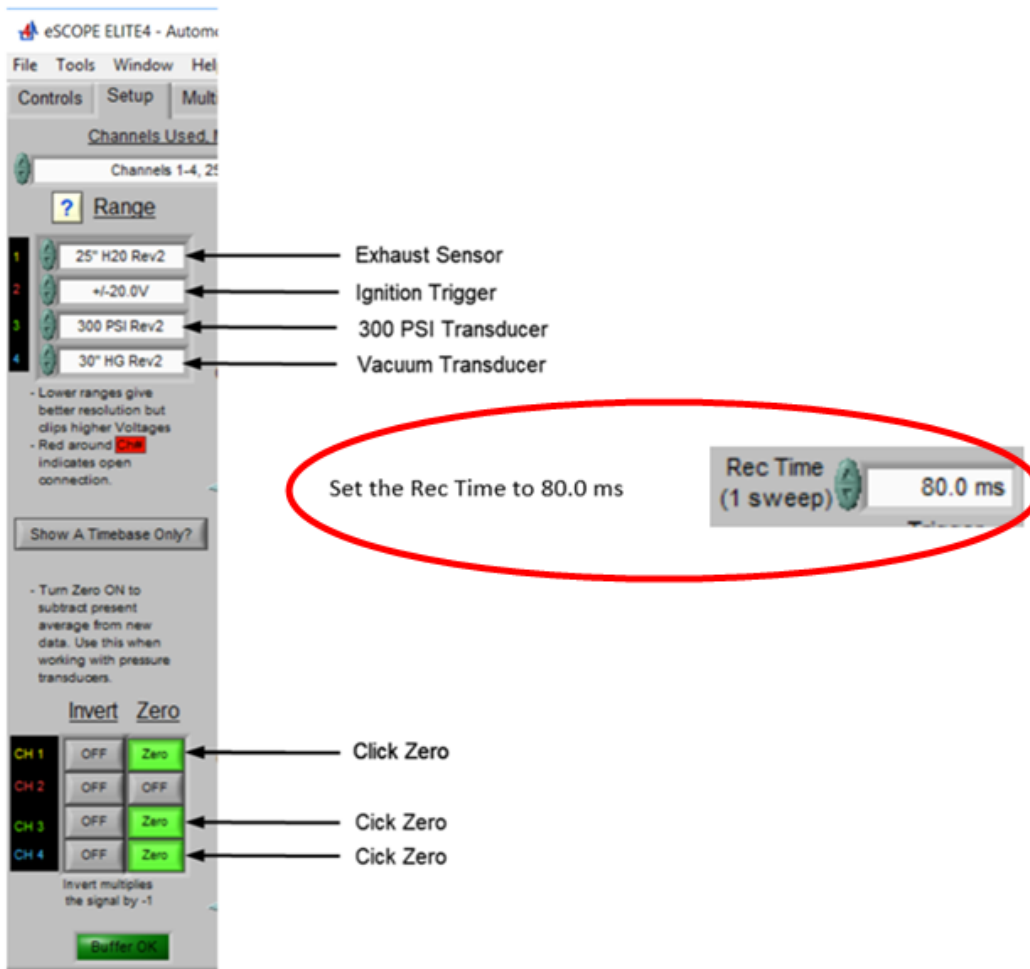 eSCOPE ELITE4 - Automo
File Tools Window Hel
Controls Setup Mult
Channels Used,
Channels 1-4, 25
? Range
1 25" H20 Rev2 Exhaust Sensor
2 +/-20.0V Ignition Trigger
3 300 PSI Rev2 300 PSI Transducer
4 30" HG Rev2 Vacuum Transducer
- Lower ranges give
better resolution but
clips higher Voltages
- Red around Ch#
indicates open
connection.
Set the Rec Time to 80.0 ms
Rec Time
(1 sweep) 80.0 ms
Show A Timebase Only?
- Turn Zero ON to
subtract present
average from new
data. Use this when
working with pressure
transducers.
Invert Zero
CH 1 OFF Zero Click Zero
CH 2 OFF OFF
CH 3 OFF Zero Cick Zero
CH 4 OFF Zero Cick Zero
Invert multiplies
the signal by -1
Buffer OK